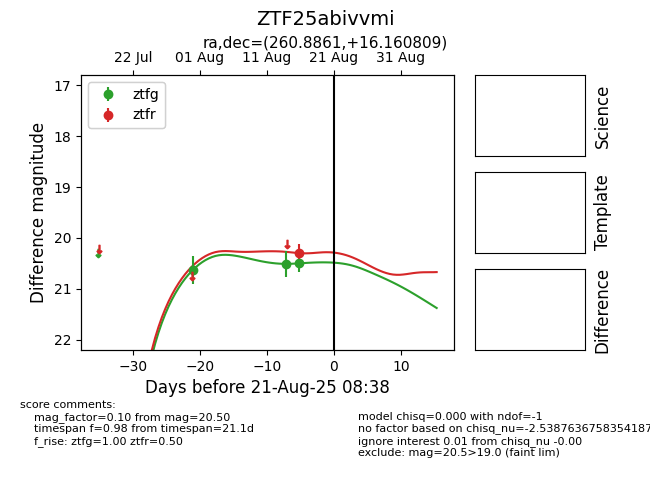 ZTF25abivvmi
ra,dec=(260.8861,+16.160809)
22 Jul 01 Aug 11 Aug 21 Aug 31 Aug
ztfg
ztfr
17
18
19
20
21
22
Difference magnitude
−30 −20 −10 0 10
Days before 21-Aug-25 08:38
Science
Template
Difference
score comments:
mag_factor=0.10 from mag=20.50
timespan f=0.98 from timespan=21.1d
f_rise: ztfg=1.00 ztfr=0.50
model chisq=0.000 with ndof=-1
no factor based on chisq_nu=-2.5387636758354187
ignore interest 0.01 from chisq_nu -0.00
exclude: mag=20.5>19.0 (faint lim)